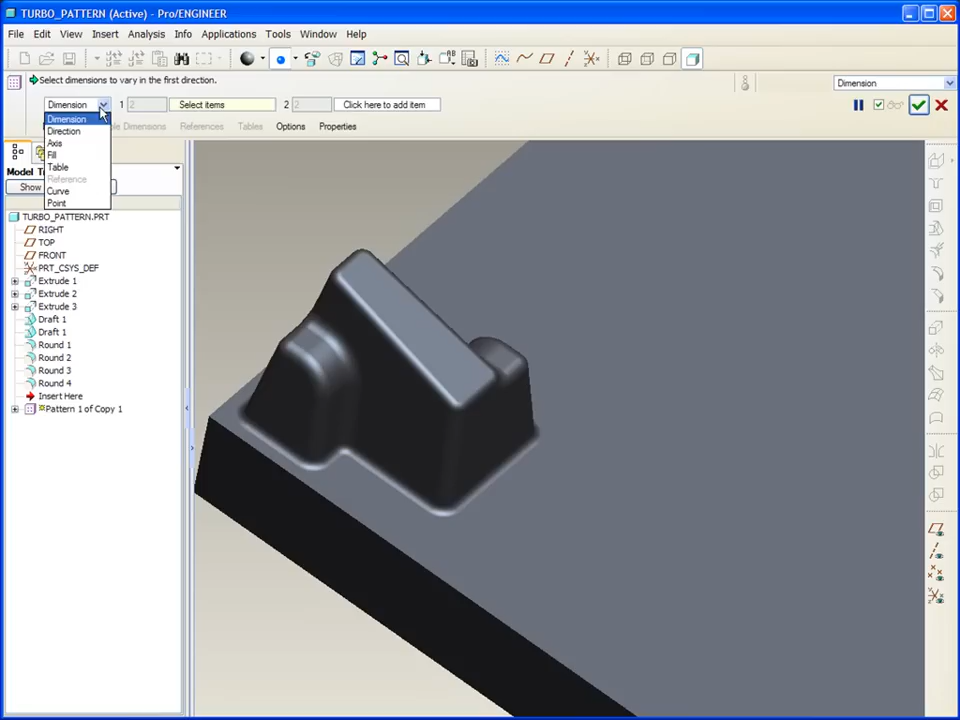 TURBO_PATTERN (Active) - Pro/ENGINEER
File Edit View Insert Analysis Info Applications Tools Window Help
Select dimensions to vary in the first direction.
Dimension
Dimension 1 2 Select items 2 2 Click here to add item
Dimension
Dimensions References Tables Options Properties
Direction
Axis
Fill
Table
Reference
Curve
Point
Model T
Show
TURBO_PATTERN.PRT
RIGHT
TOP
FRONT
PRT_CSYS_DEF
Extrude 1
Extrude 2
Extrude 3
Draft 1
Draft 1
Round 1
Round 2
Round 3
Round 4
Insert Here
Pattern 1 of Copy 1